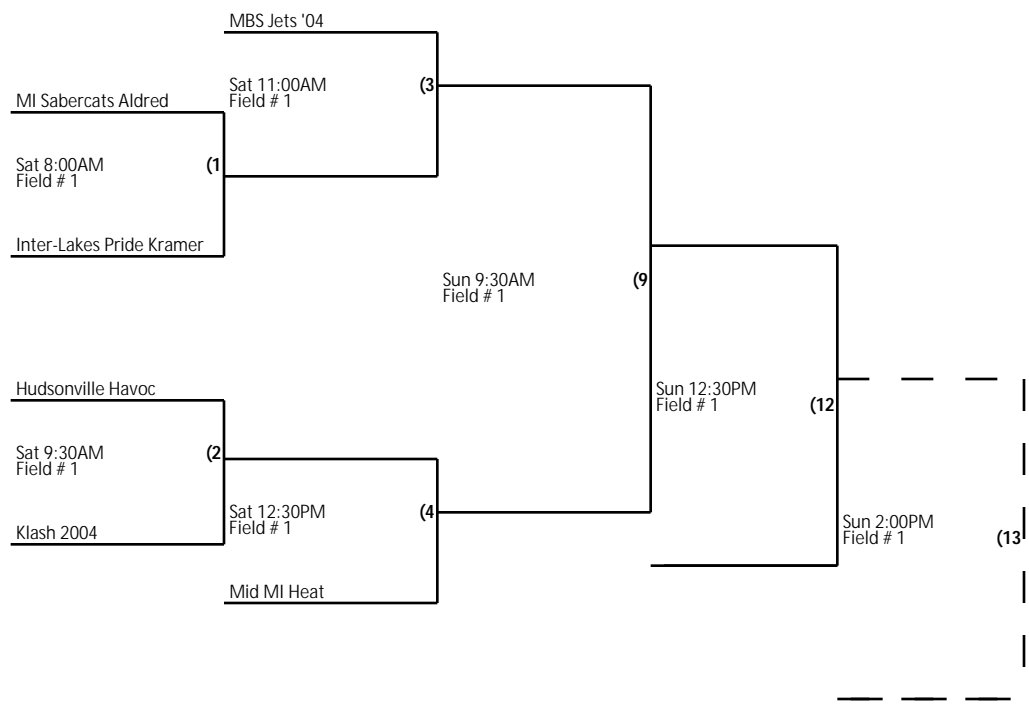 MBS Jets '04
Sat 11:00AM
Field # 1
(3
MI Sabercats Aldred
Sat 8:00AM
Field # 1
(1
Inter-Lakes Pride Kramer
Sun 9:30AM
Field # 1
(9
Hudsonville Havoc
Sun 12:30PM
Field # 1
(12
Sat 9:30AM
Field # 1
(2
Sat 12:30PM
Field # 1
(4
Klash 2004
Sun 2:00PM
Field # 1
(13
Mid MI Heat